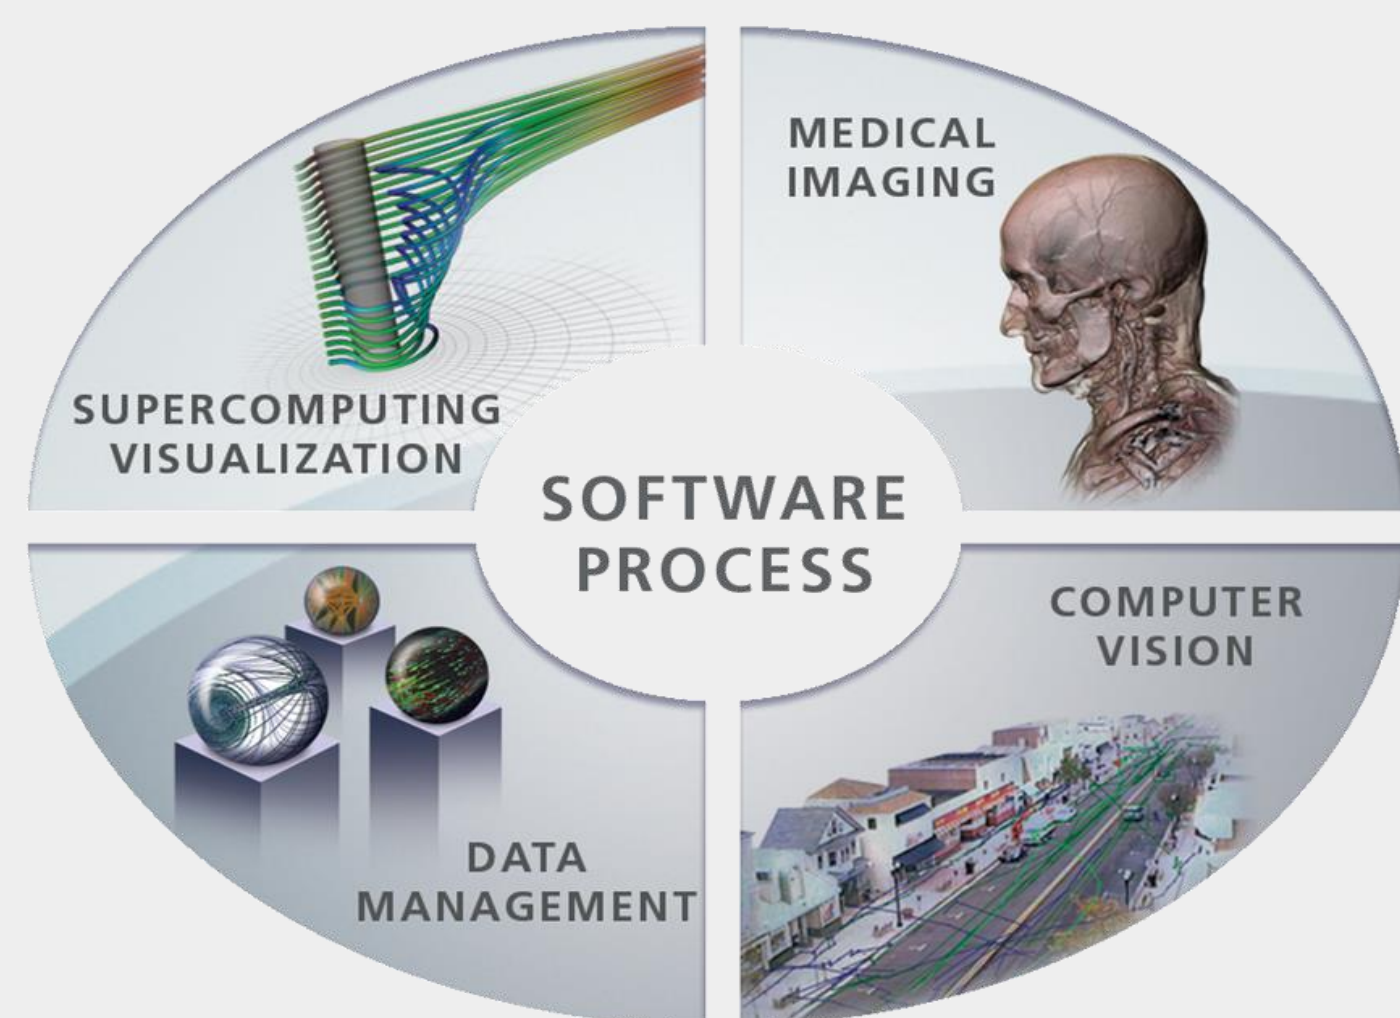 MEDICAL
IMAGING
SUPERCOMPUTING
VISUALIZATION
SOFTWARE
PROCESS
COMPUTER
VISION
DATA
MANAGEMENT